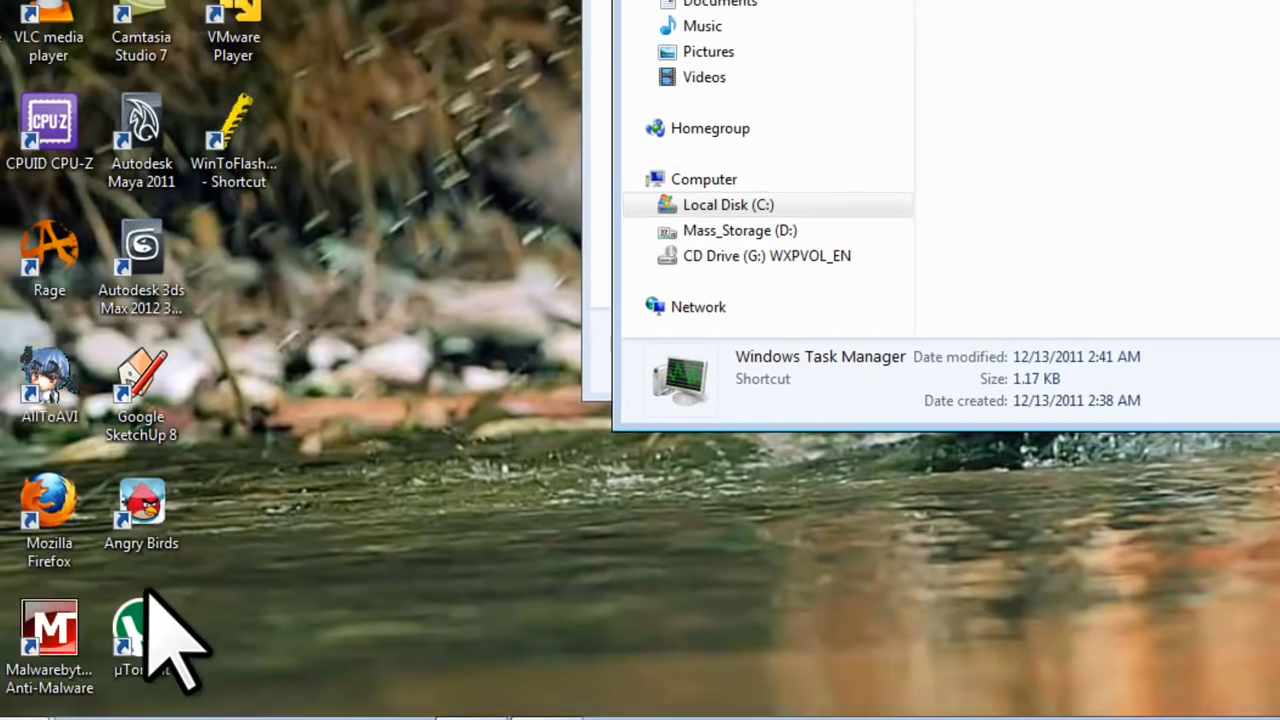 VLC media
player
Camtasia
Studio 7
VMware
Player
CPU-Z
CPUID CPU-Z
Autodesk
Maya 2011
WinToFlash...
- Shortcut
Rage
Autodesk 3ds
Max 2012 3...
AllToAVI
Google
SketchUp 8
Mozilla
Firefox
Angry Birds
Malwarebyt...
Anti-Malware
Documents
Music
Pictures
Videos
Homegroup
Computer
Local Disk (C:)
Mass_Storage (D:)
CD Drive (G:) WXPVOL_EN
Network
Windows Task Manager Date modified: 12/13/2011 2:41 AM
Shortcut Size: 1.17 KB
Date created: 12/13/2011 2:38 AM